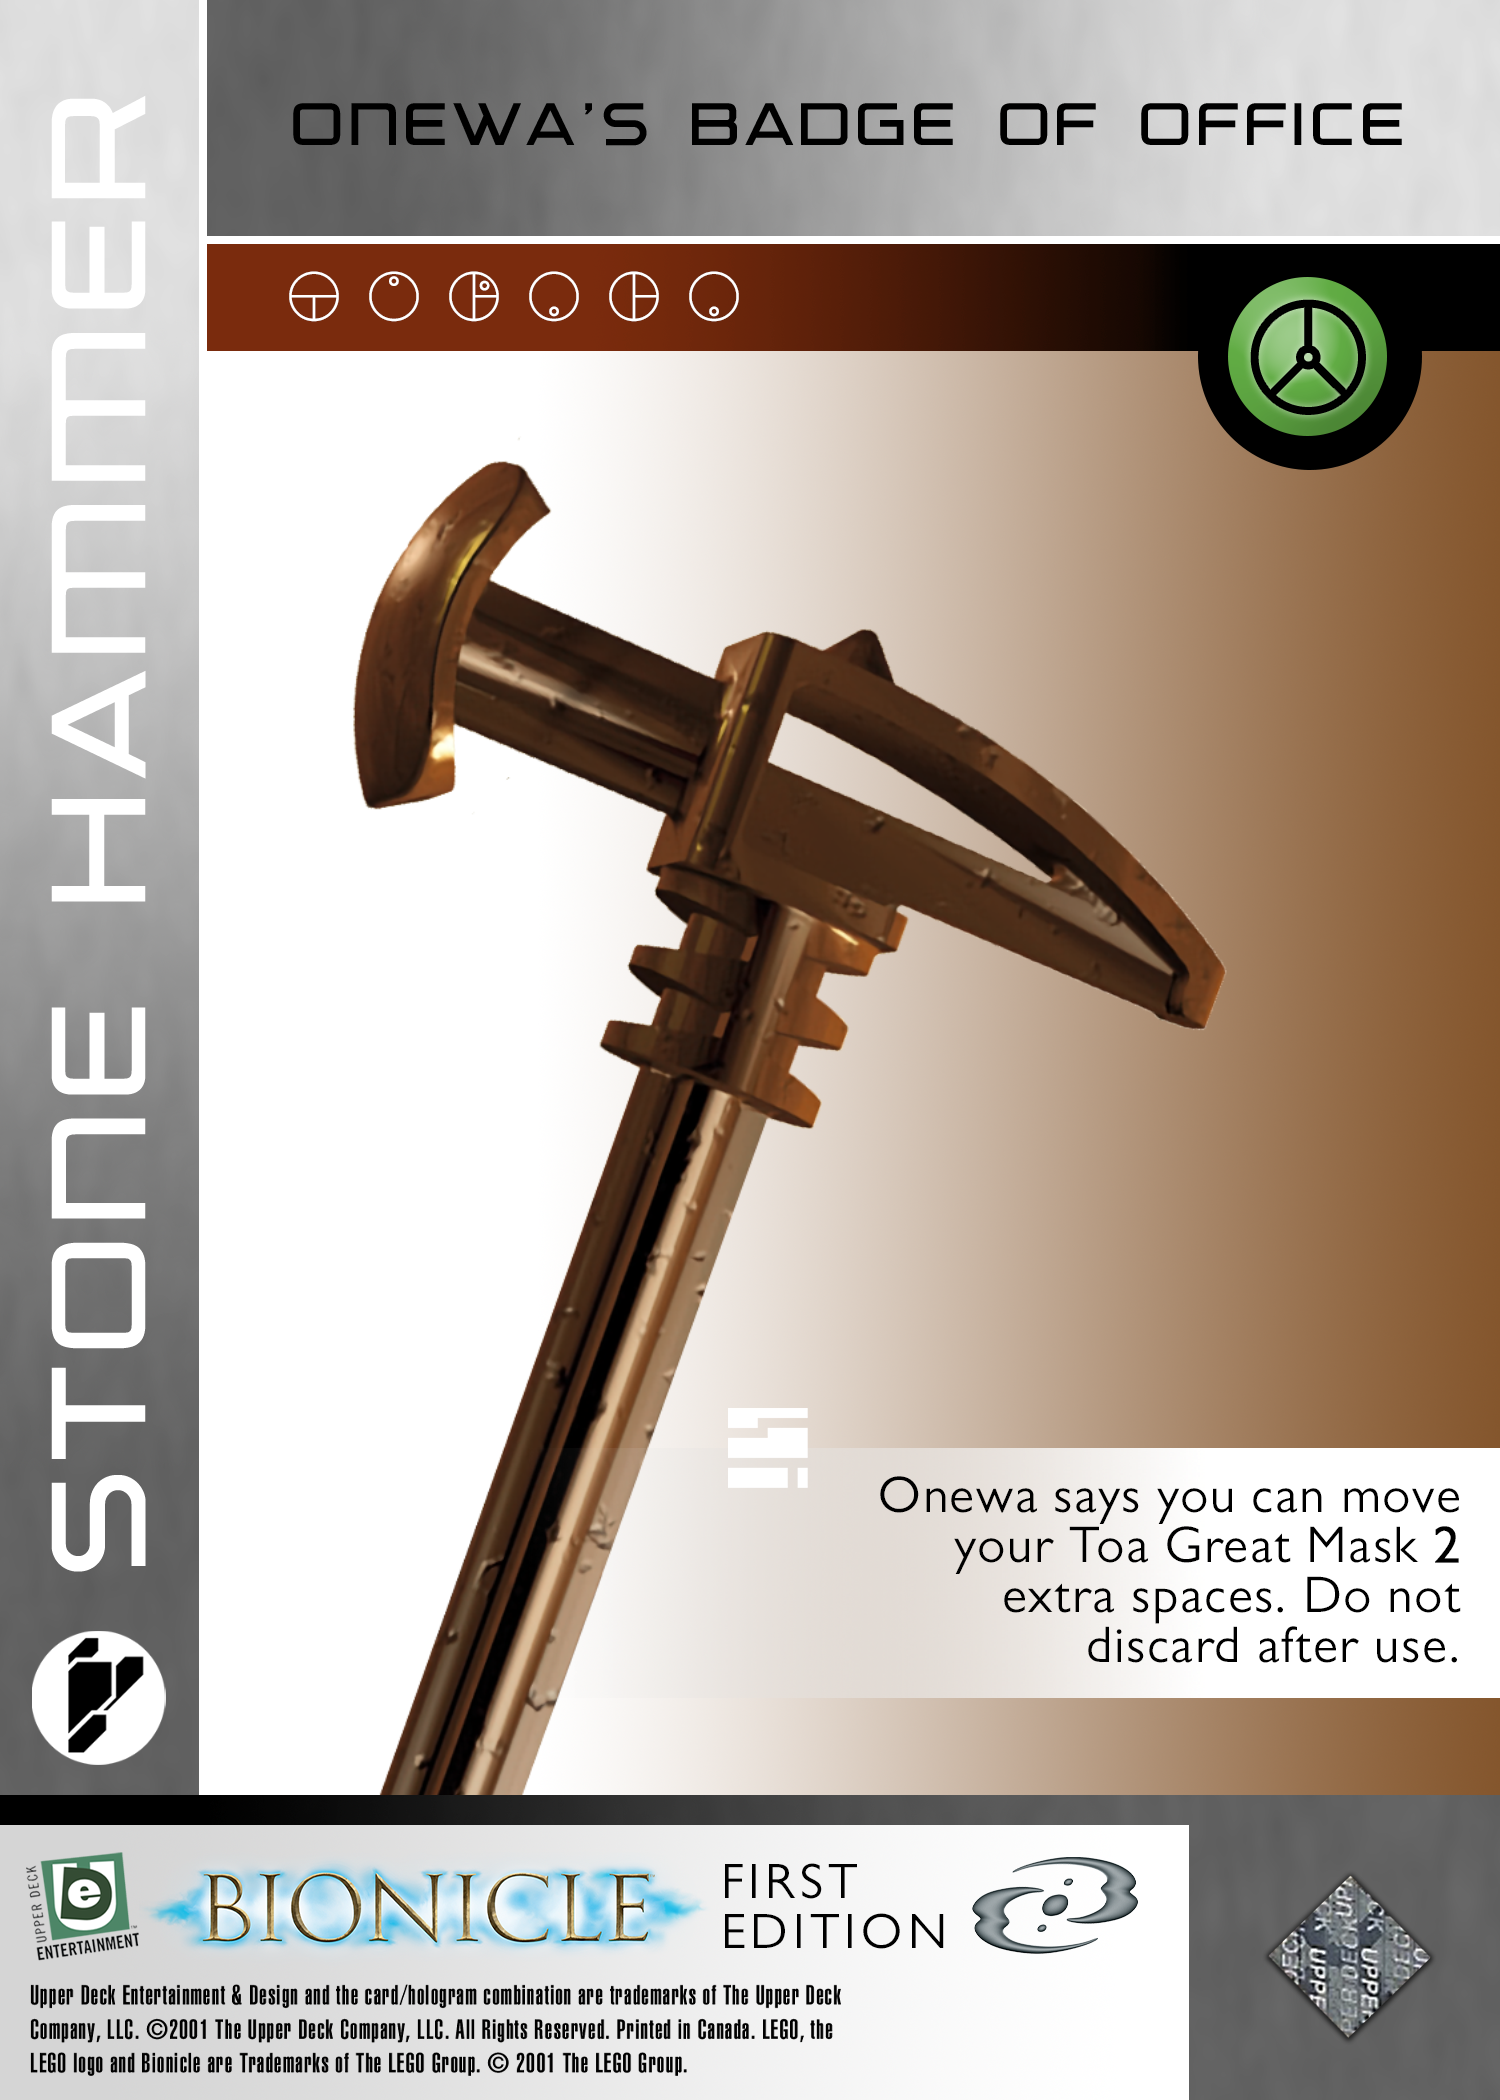 STONE HAMMER
ONEWA'S BADGE OF OFFICE
Onewa says you can move
your Toa Great Mask 2
extra spaces. Do not
discard after use.
UPPER DECK
e
ENTERTAINMENT
BIONICLE
FIRST
EDITION
Upper Deck Entertainment & Design and the card/hologram combination are trademarks of The Upper Deck
Company, LLC. ©2001 The Upper Deck Company, LLC. All Rights Reserved. Printed in Canada. LEGO, the
LEGO logo and Bionicle are Trademarks of The LEGO Group. © 2001 The LEGO Group.